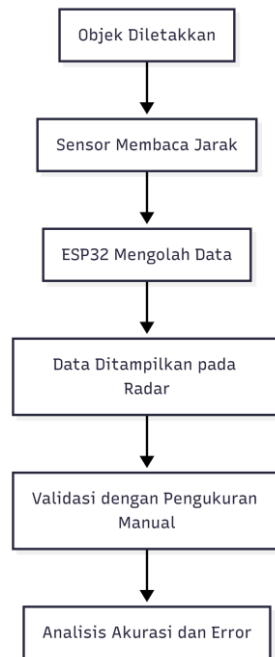 Objek Diletakkan
Sensor Membaca Jarak
ESP32 Mengolah Data
Data Ditampilkan pada
Radar
Validasi dengan Pengukuran
Manual
Analisis Akurasi dan Error